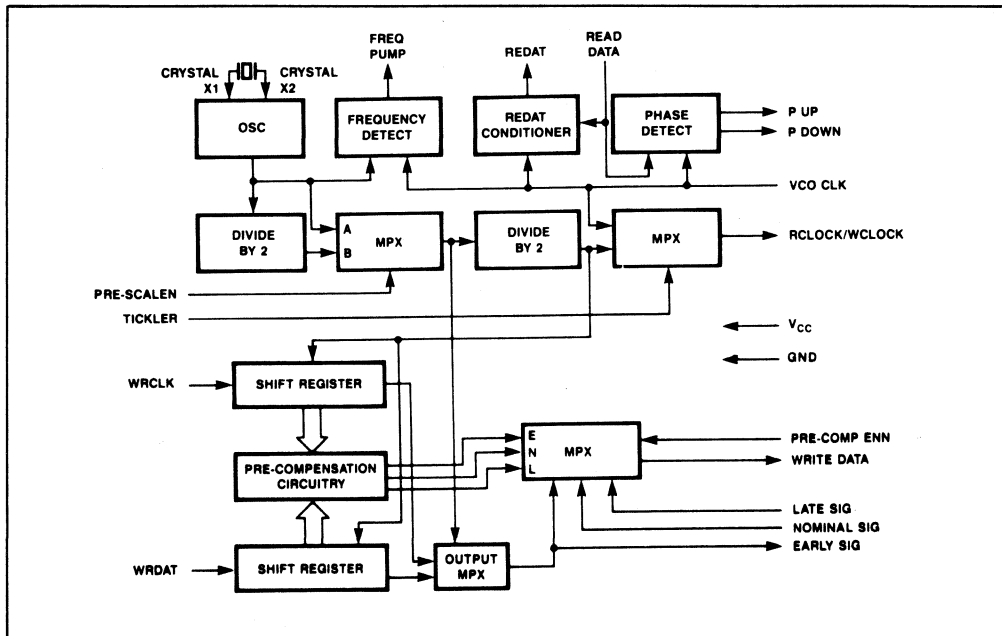 FREQ
PUMP
REDAT
READ
DATA
CRYSTAL
X1
CRYSTAL
X2
OSC
FREQUENCY
DETECT
REDAT
CONDITIONER
PHASE
DETECT
P UP
P DOWN
VCO CLK
DIVIDE
BY 2
A
B
MPX
DIVIDE
BY 2
MPX
RCLOCK/WCLOCK
PRE-SCALEN
TICKLER
VCC
GND
WRCLK
SHIFT REGISTER
PRE-COMPENSATION
CIRCUITRY
E
N
L
MPX
PRE-COMP ENN
WRITE DATA
LATE SIG
NOMINAL SIG
EARLY SIG
WRDAT
SHIFT REGISTER
OUTPUT
MPX